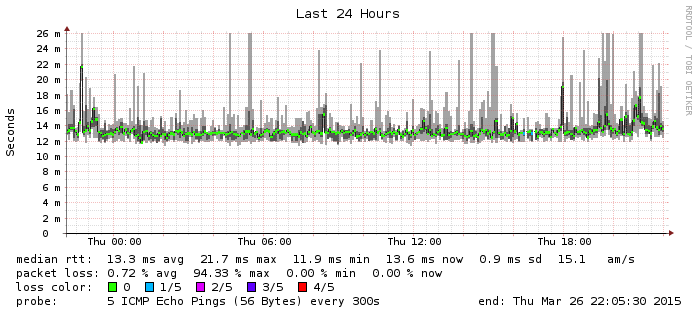 Last 24 Hours
RRDTOOL / TOBI OETIKER
Seconds
26 m
24 m
22 m
20 m
18 m
16 m
14 m
12 m
10 m
8 m
6 m
4 m
2 m
0
Thu 00:00 Thu 06:00 Thu 12:00 Thu 18:00
median rtt: 13.3 ms avg 21.7 ms max 11.9 ms min 13.6 ms now 0.9 ms sd 15.1 am/s
packet loss: 0.72 % avg 94.33 % max 0.00 % min 0.00 % now
loss color: 0 1/5 2/5 3/5 4/5
probe: 5 ICMP Echo Pings (56 Bytes) every 300s end: Thu Mar 26 22:05:30 2015